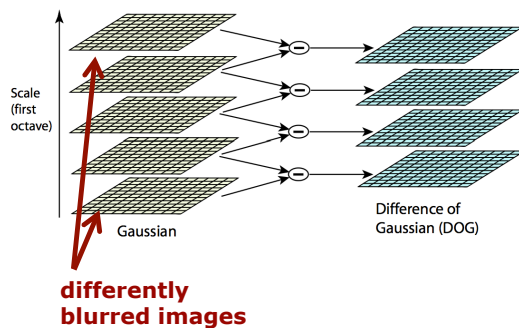 Scale
(first
octave)
Gaussian
Difference of
Gaussian (DOG)
differently
blurred images